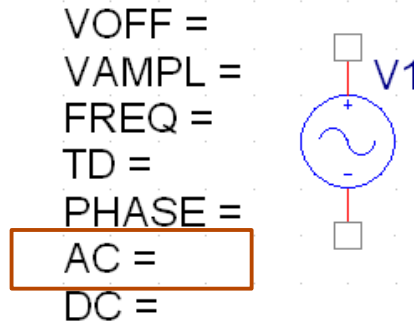 VOFF =
VAMPL =
FREQ =
TD =
PHASE =
AC =
DC =
V1
+
-